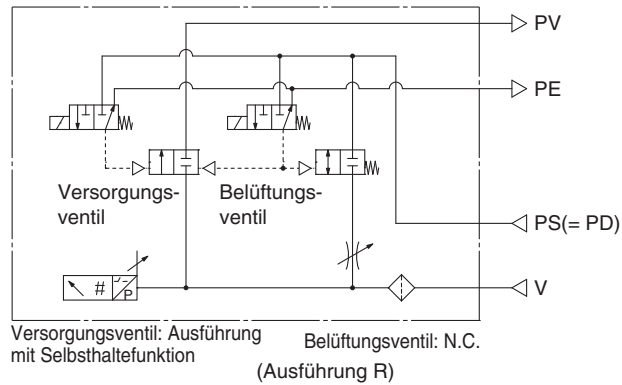 PV
PE
Versorgungs-
ventil
Belüftungs-
ventil
PS(= PD)
#
P
V
Versorgungsventil: Ausführung
mit Selbsthaltefunktion
Belüftungsventil: N.C.
(Ausführung R)